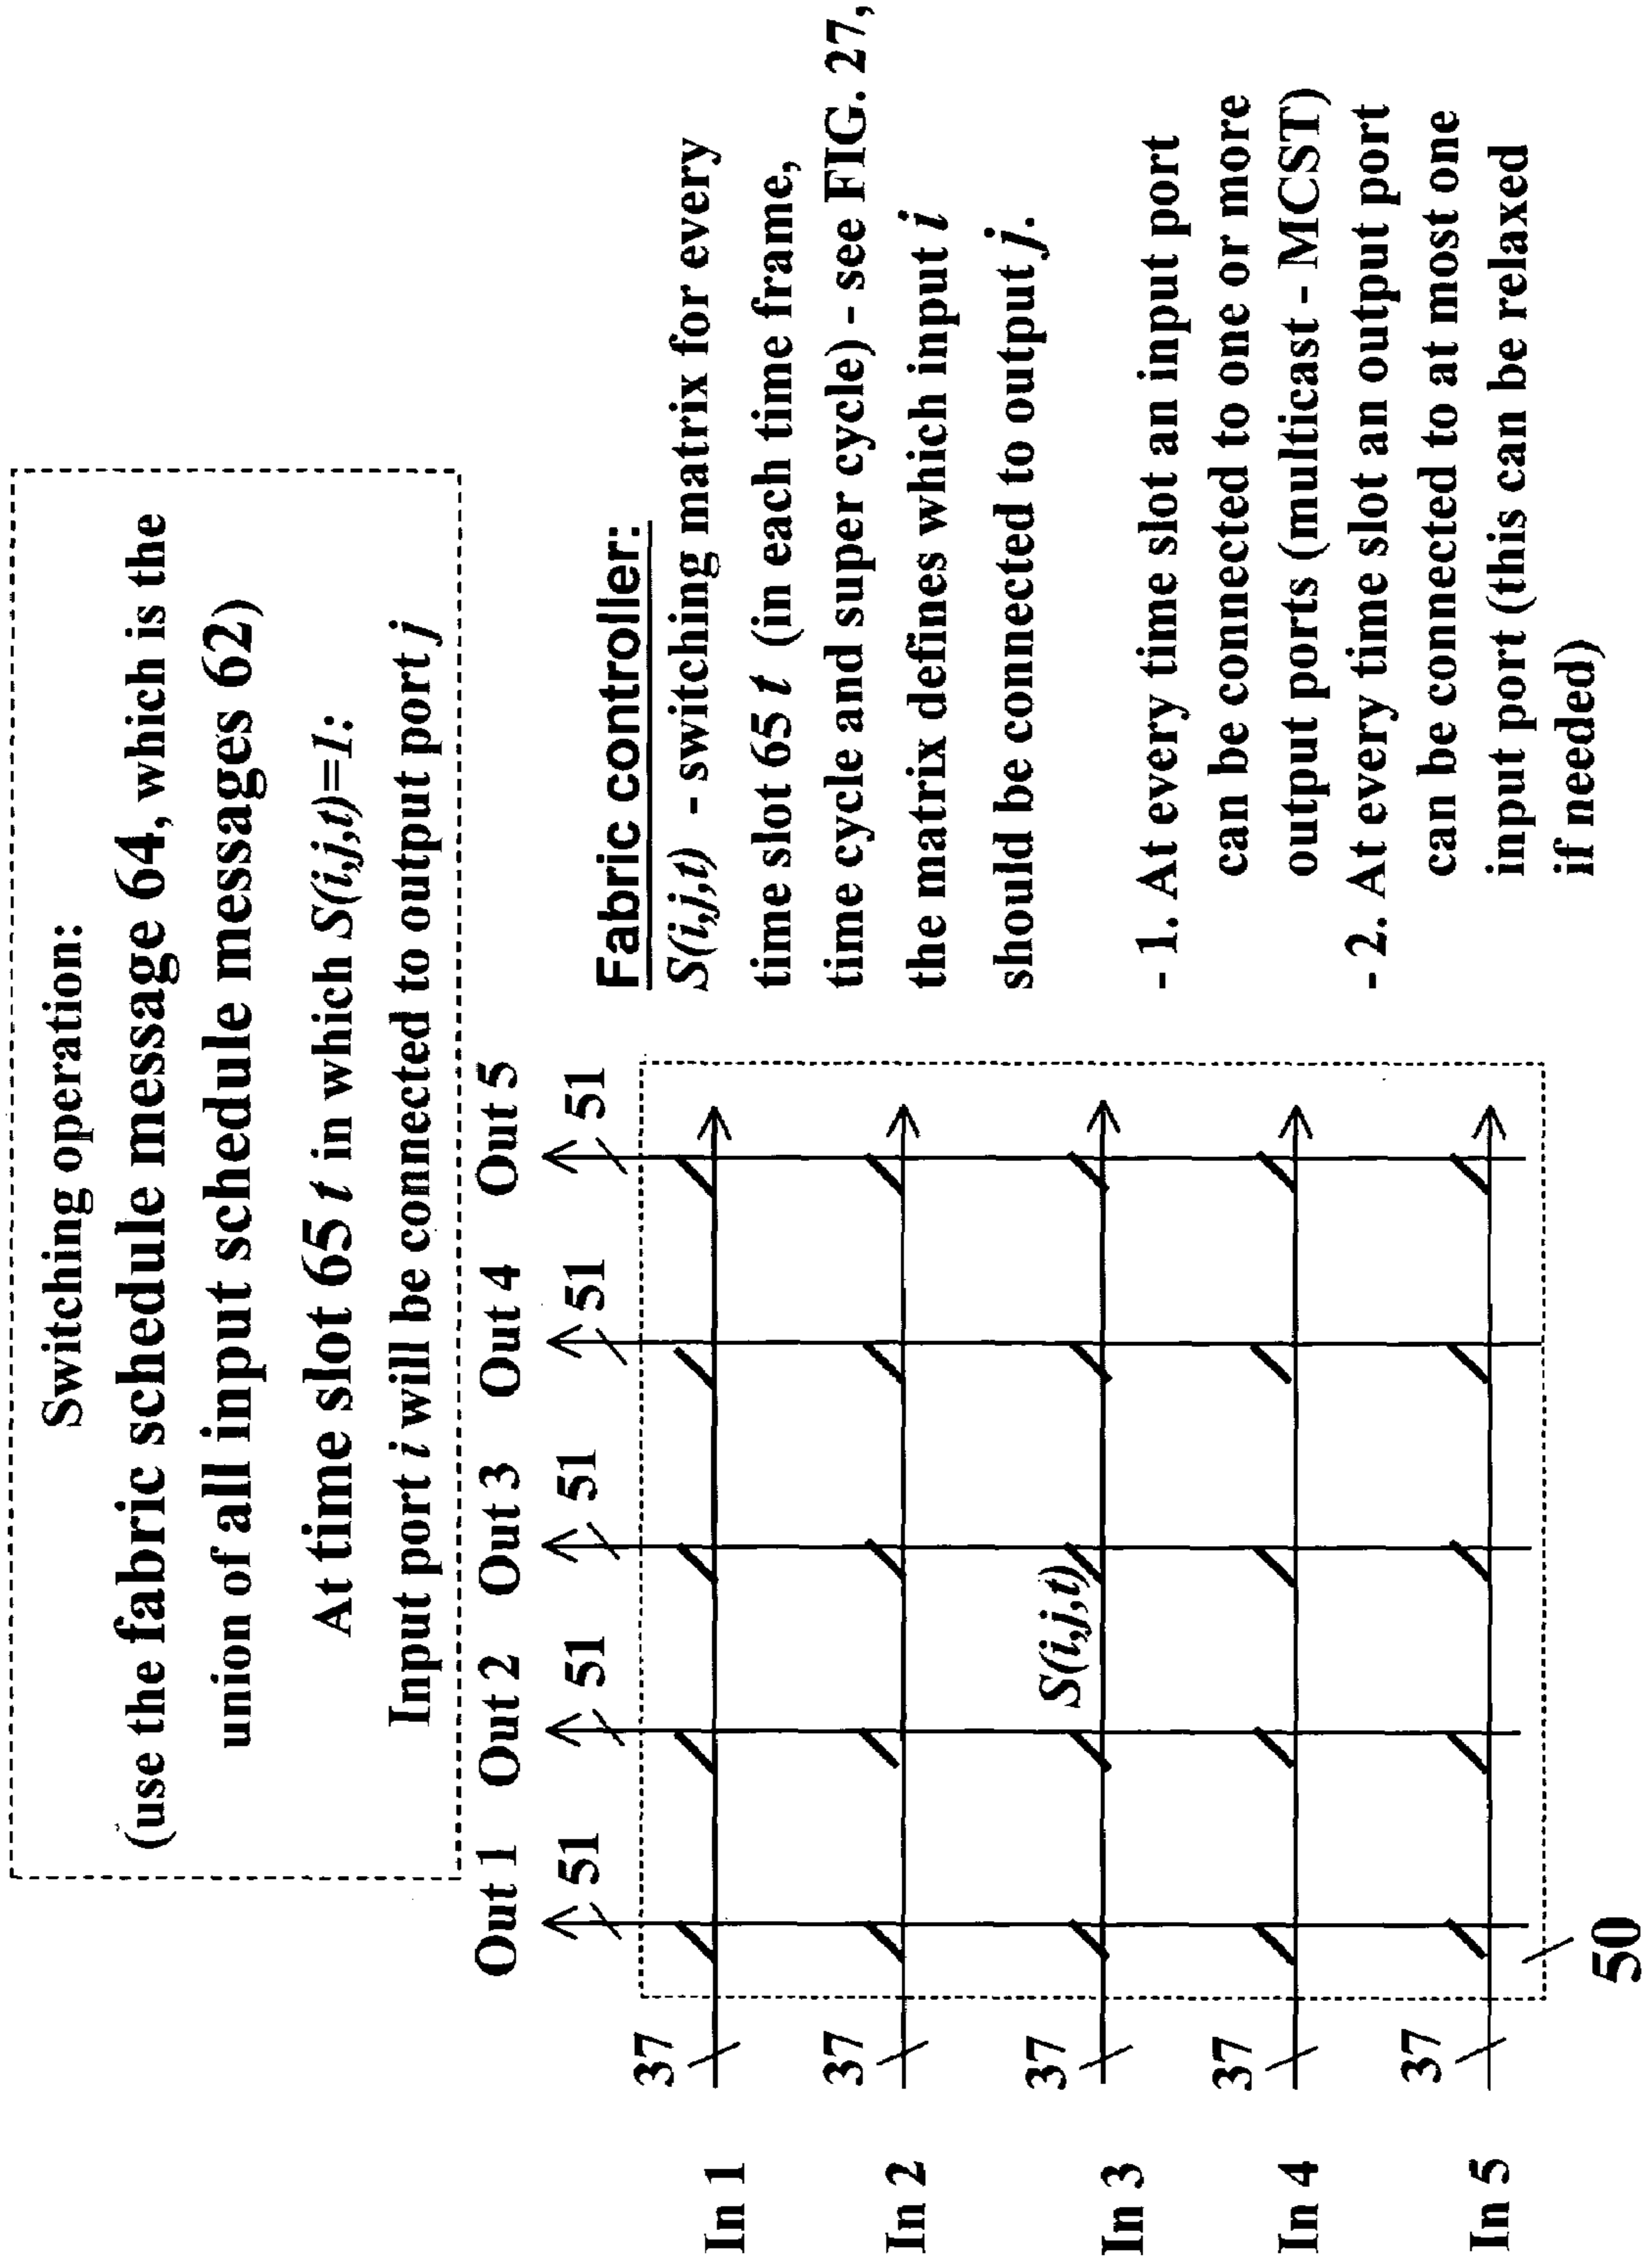 Switching operation:
(use the fabric schedule message 64, which is the
union of all input schedule messages 62)
At time slot 65 t in which S(i,j,t)=1:
Input port i will be connected to output port j
Out 1 Out 2 Out 3 Out 4 Out 5
51 51 51 51 51
37
In 1
37
In 2
37
In 3
S(i,j,t)
37
In 4
37
In 5
50
Fabric controller:
S(i,j,t) - switching matrix for every
time slot 65 t (in each time frame,
time cycle and super cycle) - see FIG. 27,
the matrix defines which input i
should be connected to output j.
- 1. At every time slot an input port
can be connected to one or more
output ports (multicast - MCST)
- 2. At every time slot an output port
can be connected to at most one
input port (this can be relaxed
if needed)